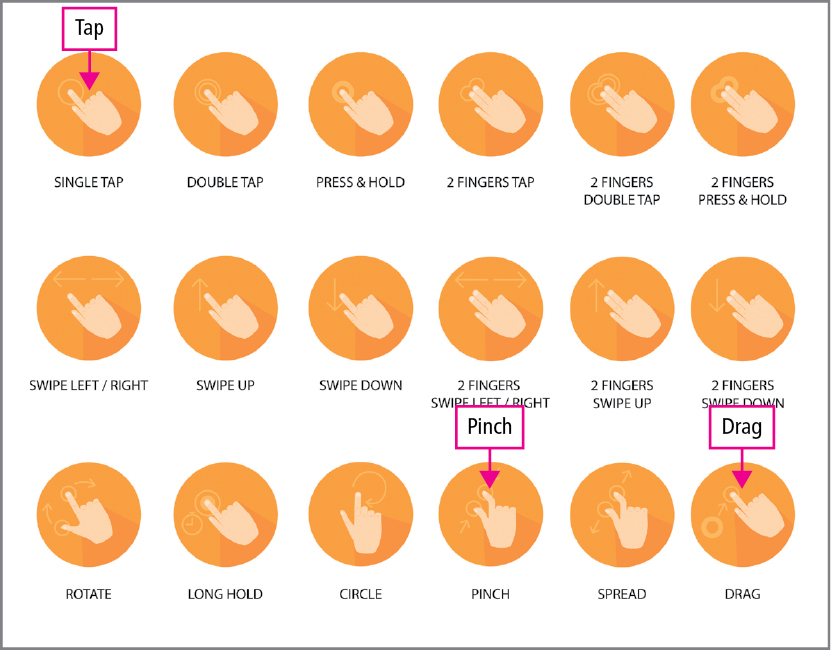 Tap
SINGLE TAP
DOUBLE TAP
PRESS & HOLD
2 FINGERS TAP
2 FINGERS
DOUBLE TAP
2 FINGERS
PRESS & HOLD
SWIPE LEFT / RIGHT
SWIPE UP
SWIPE DOWN
2 FINGERS
SWIPE LEFT / RIGHT
2 FINGERS
SWIPE UP
2 FINGERS
SWIPE DOWN
Pinch
Drag
ROTATE
LONG HOLD
CIRCLE
PINCH
SPREAD
DRAG